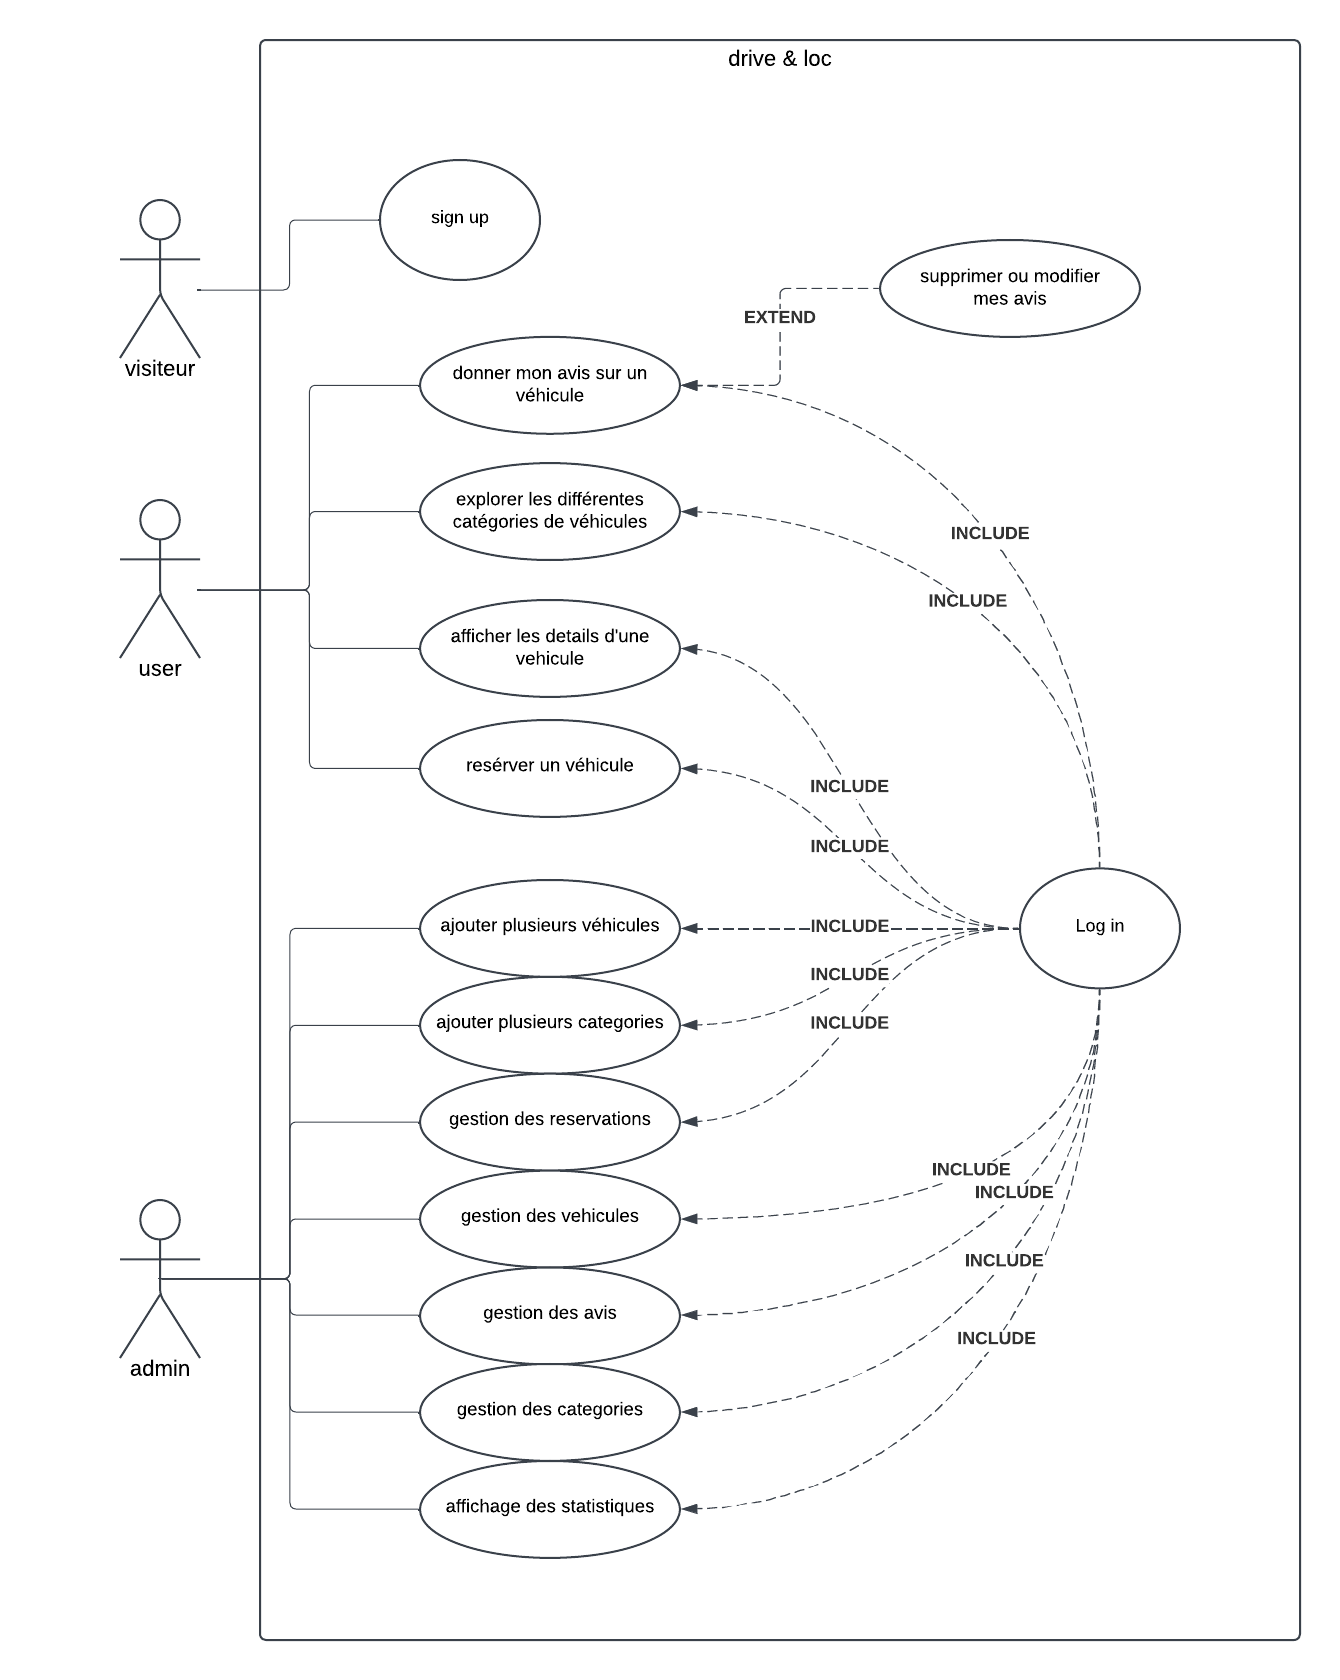 drive & loc
sign up
supprimer ou modifier
mes avis
EXTEND
visiteur
donner mon avis sur un
véhicule
explorer les différentes
catégories de véhicules
INCLUDE
INCLUDE
afficher les details d'une
vehicule
user
resérver un véhicule
INCLUDE
INCLUDE
ajouter plusieurs véhicules
INCLUDE
Log in
INCLUDE
ajouter plusieurs categories
INCLUDE
gestion des reservations
INCLUDE
INCLUDE
gestion des vehicules
INCLUDE
gestion des avis
INCLUDE
admin
gestion des categories
affichage des statistiques